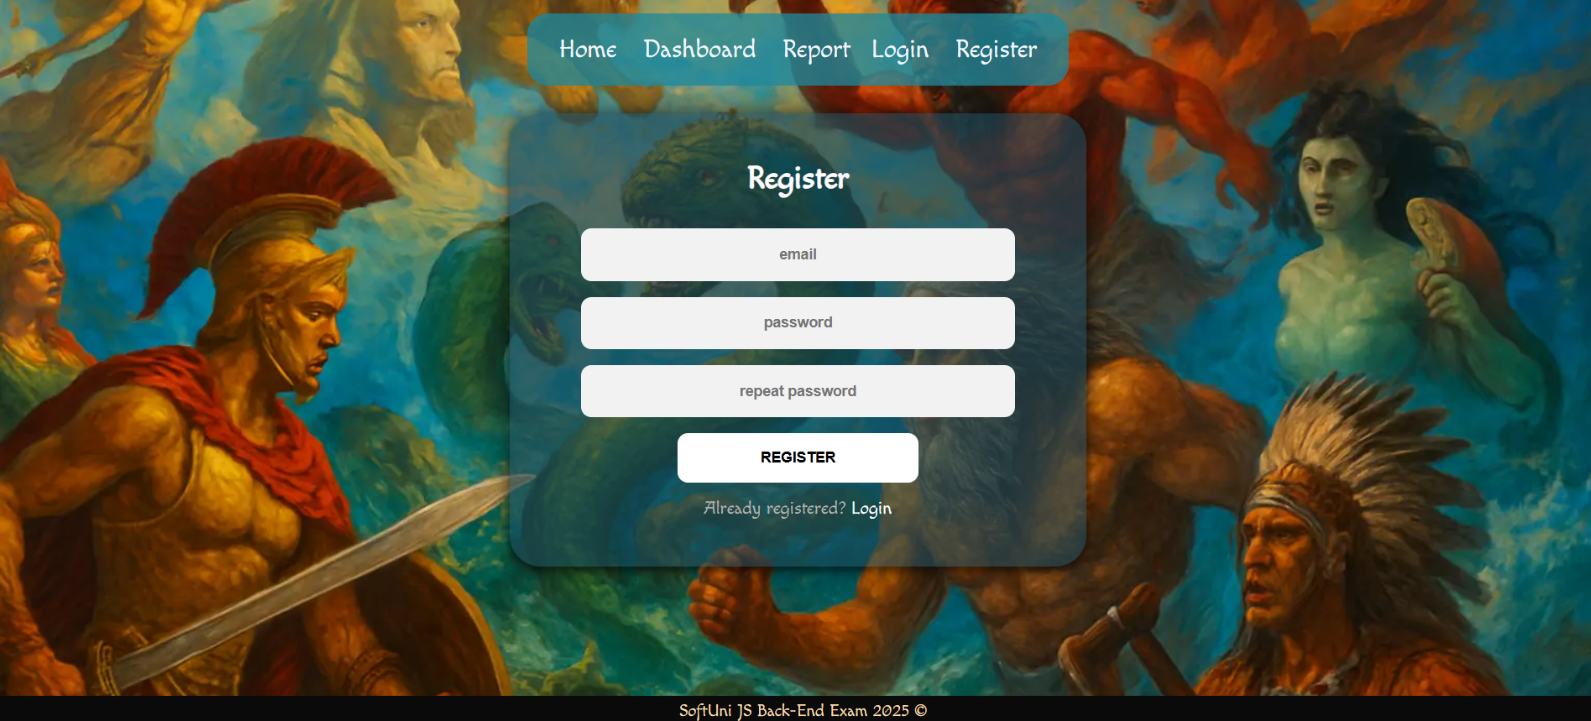 Home Dashboard Report Login Register
Register
email
password
repeat password
REGISTER
Already registered? Login
SoftUni JS Back-End Exam 2025 ©